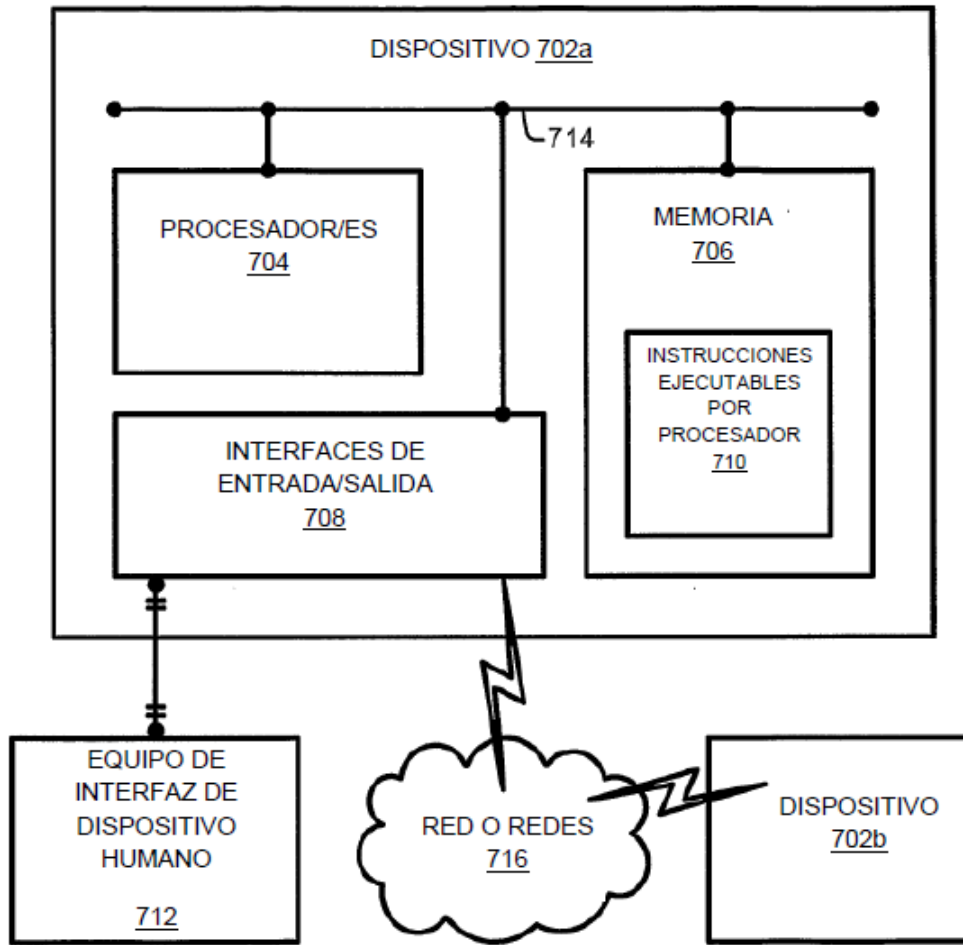 DISPOSITIVO 702a
714
PROCESADOR/ES
704
MEMORIA
706
INSTRUCCIONES
EJECUTABLES
POR
PROCESADOR
710
INTERFACES DE
ENTRADA/SALIDA
708
EQUIPO DE
INTERFAZ DE
DISPOSITIVO
HUMANO
712
RED O REDES
716
DISPOSITIVO
702b